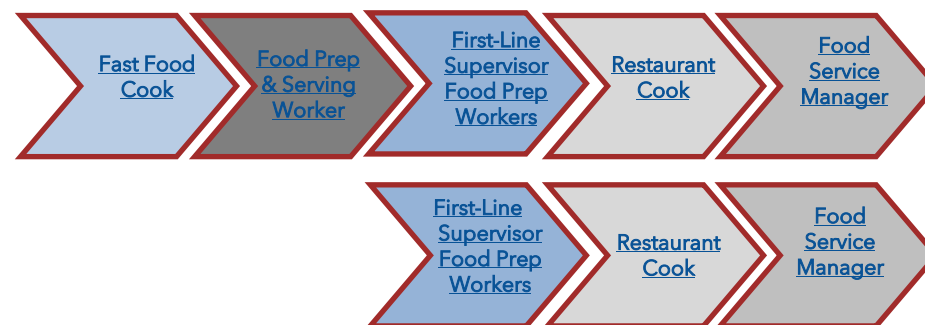 Fast Food
Cook
Food Prep
& Serving
Worker
First-Line
Supervisor
Food Prep
Workers
Restaurant
Cook
Food
Service
Manager
First-Line
Supervisor
Food Prep
Workers
Restaurant
Cook
Food
Service
Manager